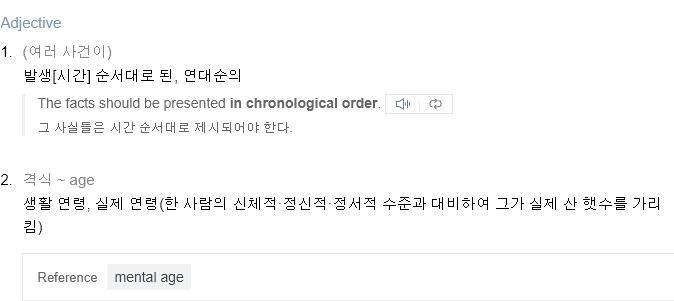 Adjective
1. (여러 사건이)
발생[시간] 순서대로 된, 연대순의
The facts should be presented in chronological order.
그 사실들은 시간 순서대로 제시되어야 한다.
2. 격식 ~ age
생활 연령, 실제 연령(한 사람의 신체적·정신적·정서적 수준과 대비하여 그가 실제 산 햇수를 가리
킴)
Reference mental age